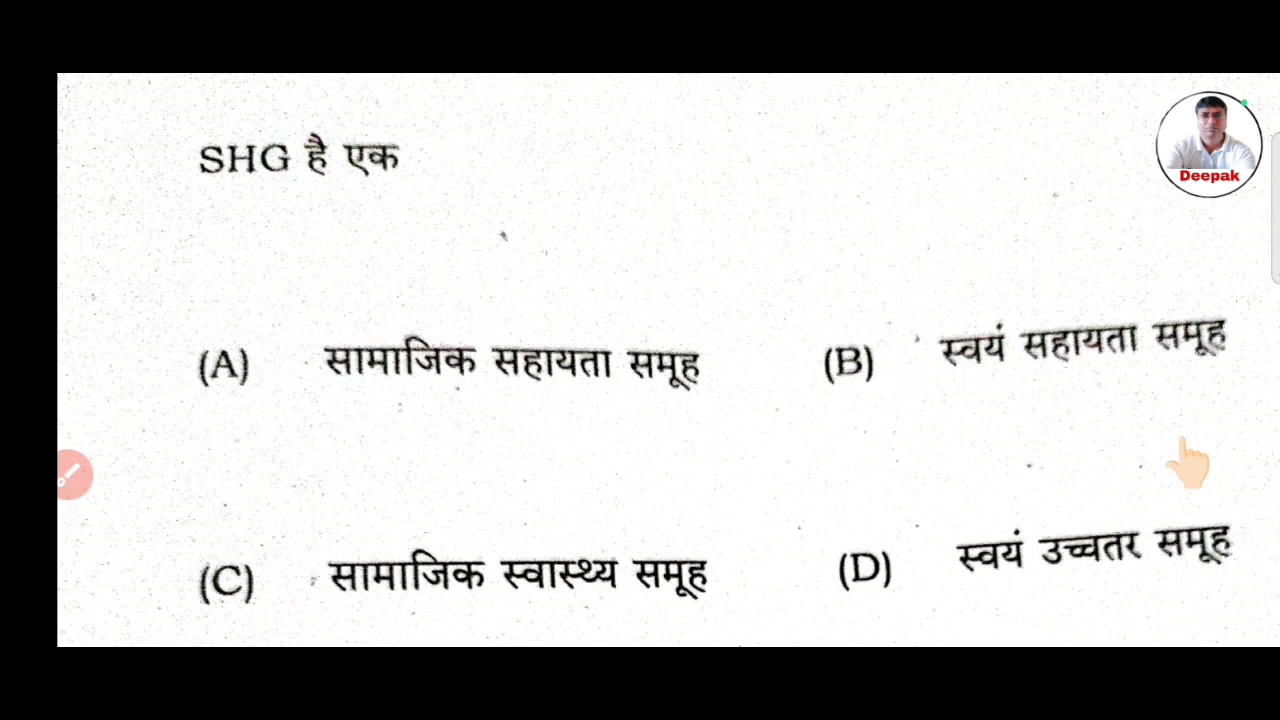 Deepak
SHG है एक
(A) सामाजिक सहायता समूह (B) स्वयं सहायता समूह
(C) सामाजिक स्वास्थ्य समूह (D) स्वयं उच्चतर समूह